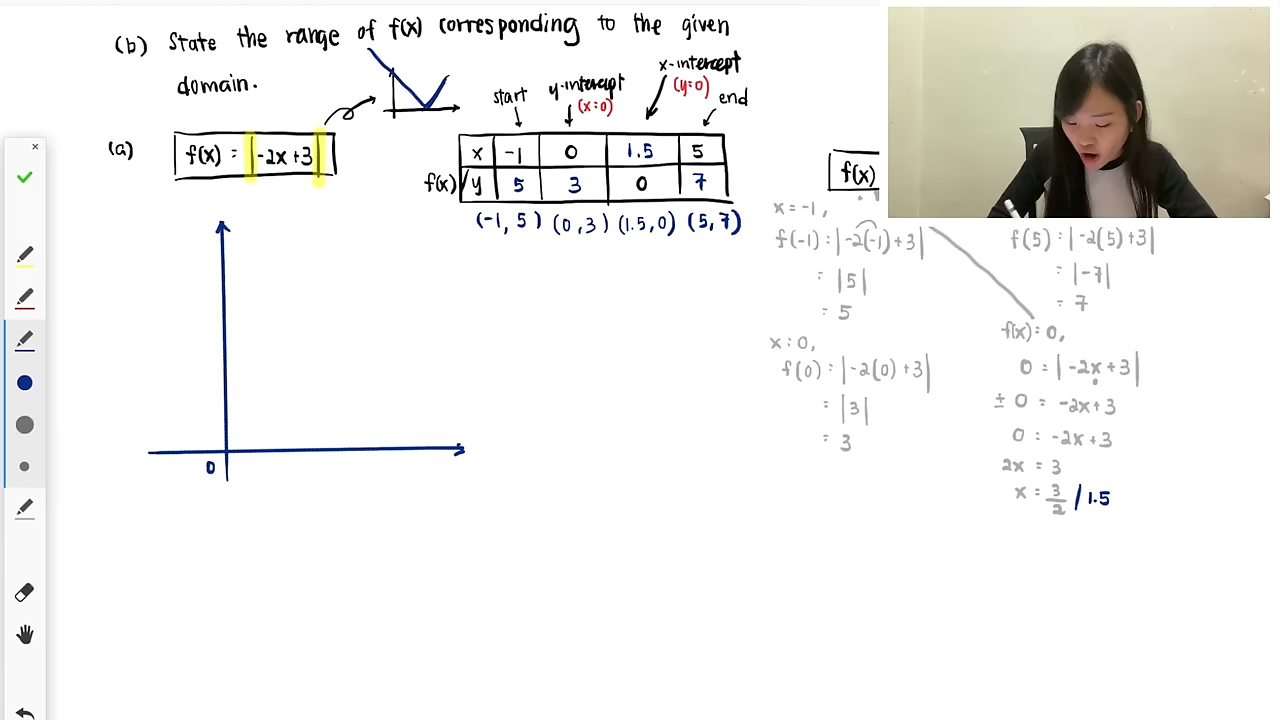 (b) State the range of f(x) corresponding to the given
domain.
(a) f(x) = |-2x+3|
start
y-intercept
(x=0)
x-intercept
(y=0)
end
x -1 0 1.5 5
f(x)/y 5 3 0 7
(-1, 5) (0, 3) (1.5, 0) (5, 7)
0
f(x)
x = -1,
f(-1) = |-2(-1)+3|
= |5|
= 5
x = 0,
f(0) = |-2(0)+3|
= |3|
= 3
f(5) = |-2(5)+3|
= |-7|
= 7
f(x) = 0,
0 = |-2x+3|
± 0 = -2x+3
0 = -2x+3
2x = 3
x = 3/2 / 1.5